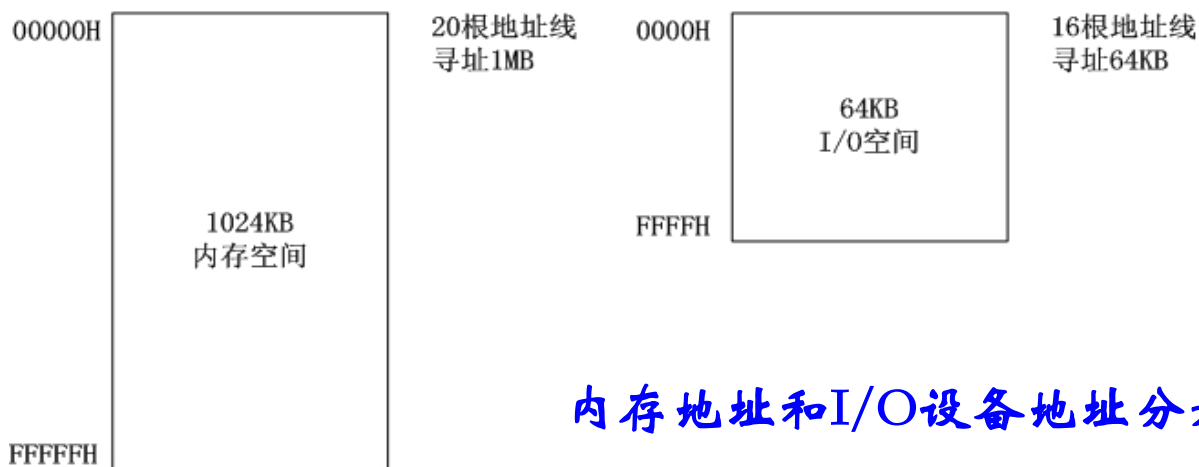 00000H
20根地址线
寻址1MB
1024KB
内存空间
FFFFFH
0000H
16根地址线
寻址64KB
64KB
I/O空间
FFFFH
内存地址和I/O设备地址分